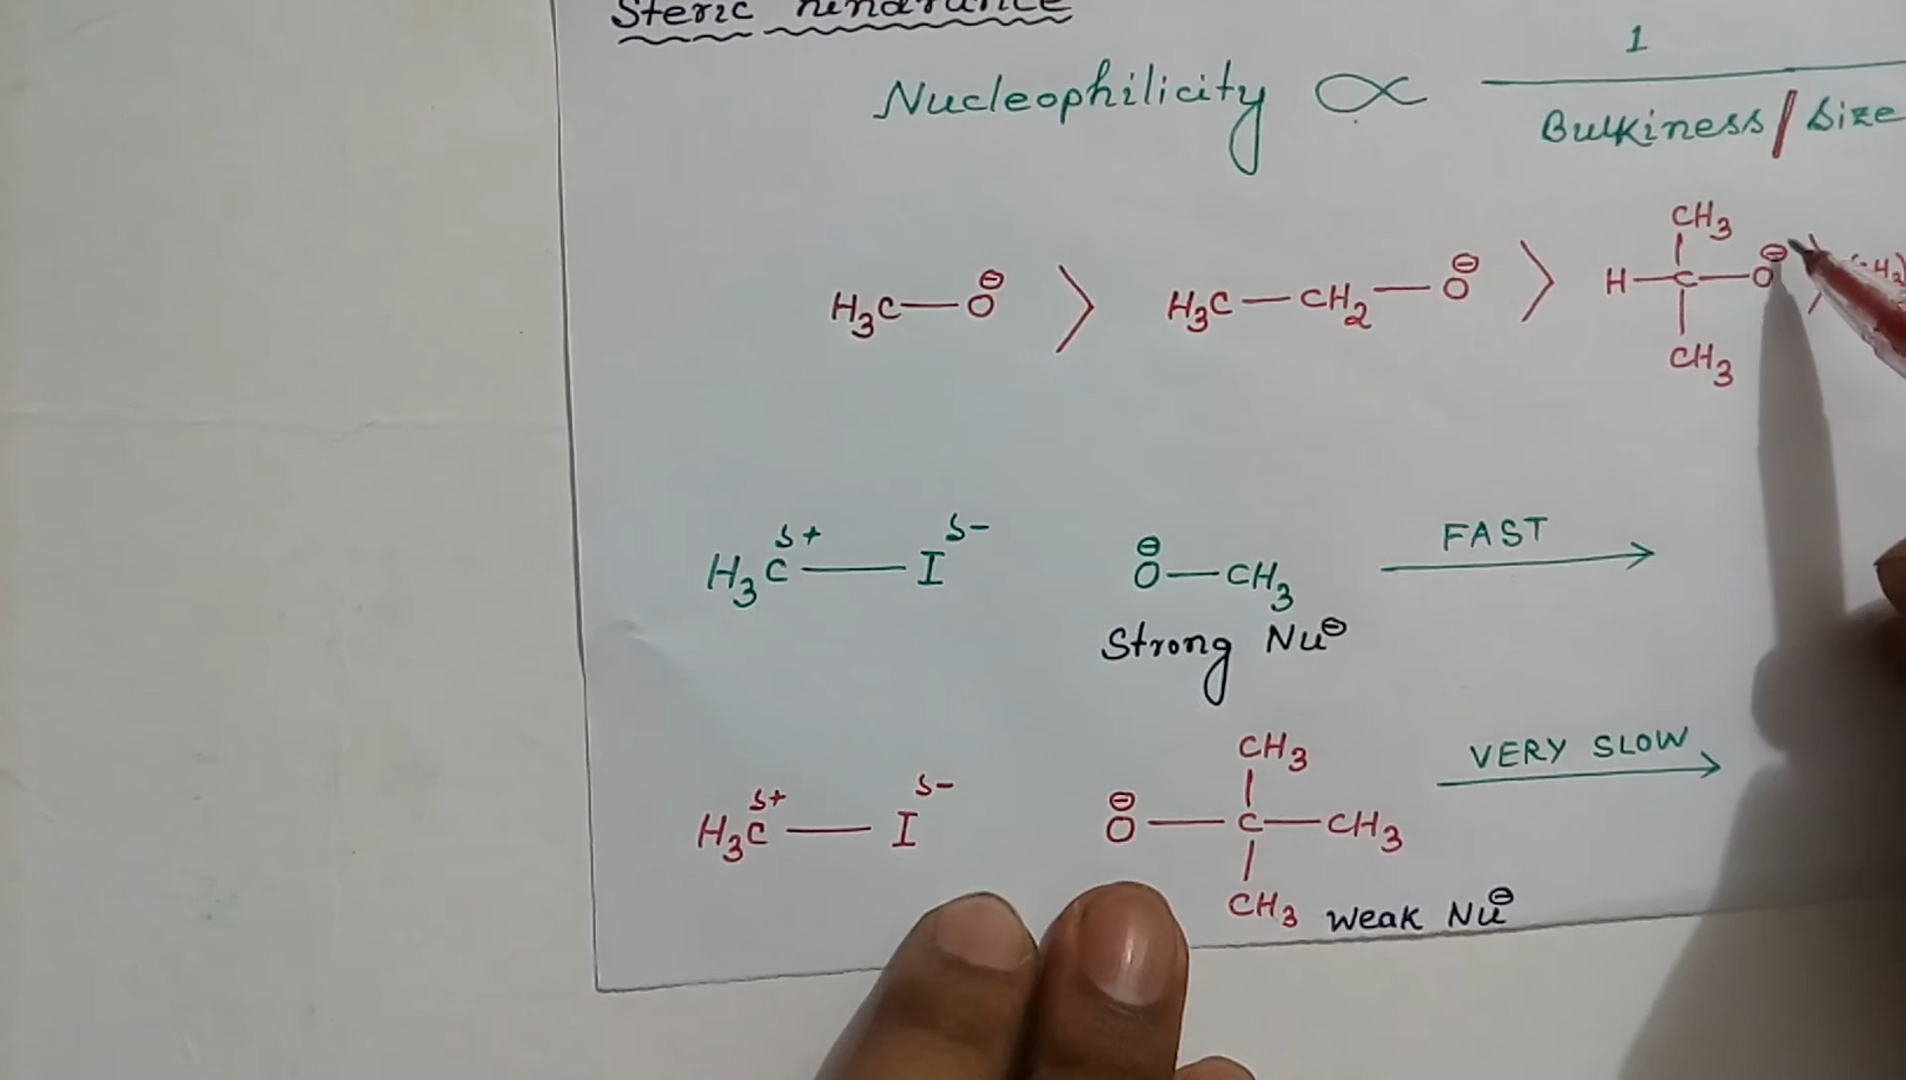 Steric hindrance
Nucleophilicity ∝ 1
Bulkiness / Size
CH3
H3C—O⊖ > H3C—CH2—O⊖ > H—C—O⊖
CH3
δ+ δ-
H3C—I ⊖O—CH3 FAST
Strong Nu⊖
CH3
VERY SLOW
δ+ δ-
H3C—I ⊖O—C—CH3
CH3 weak Nu⊖